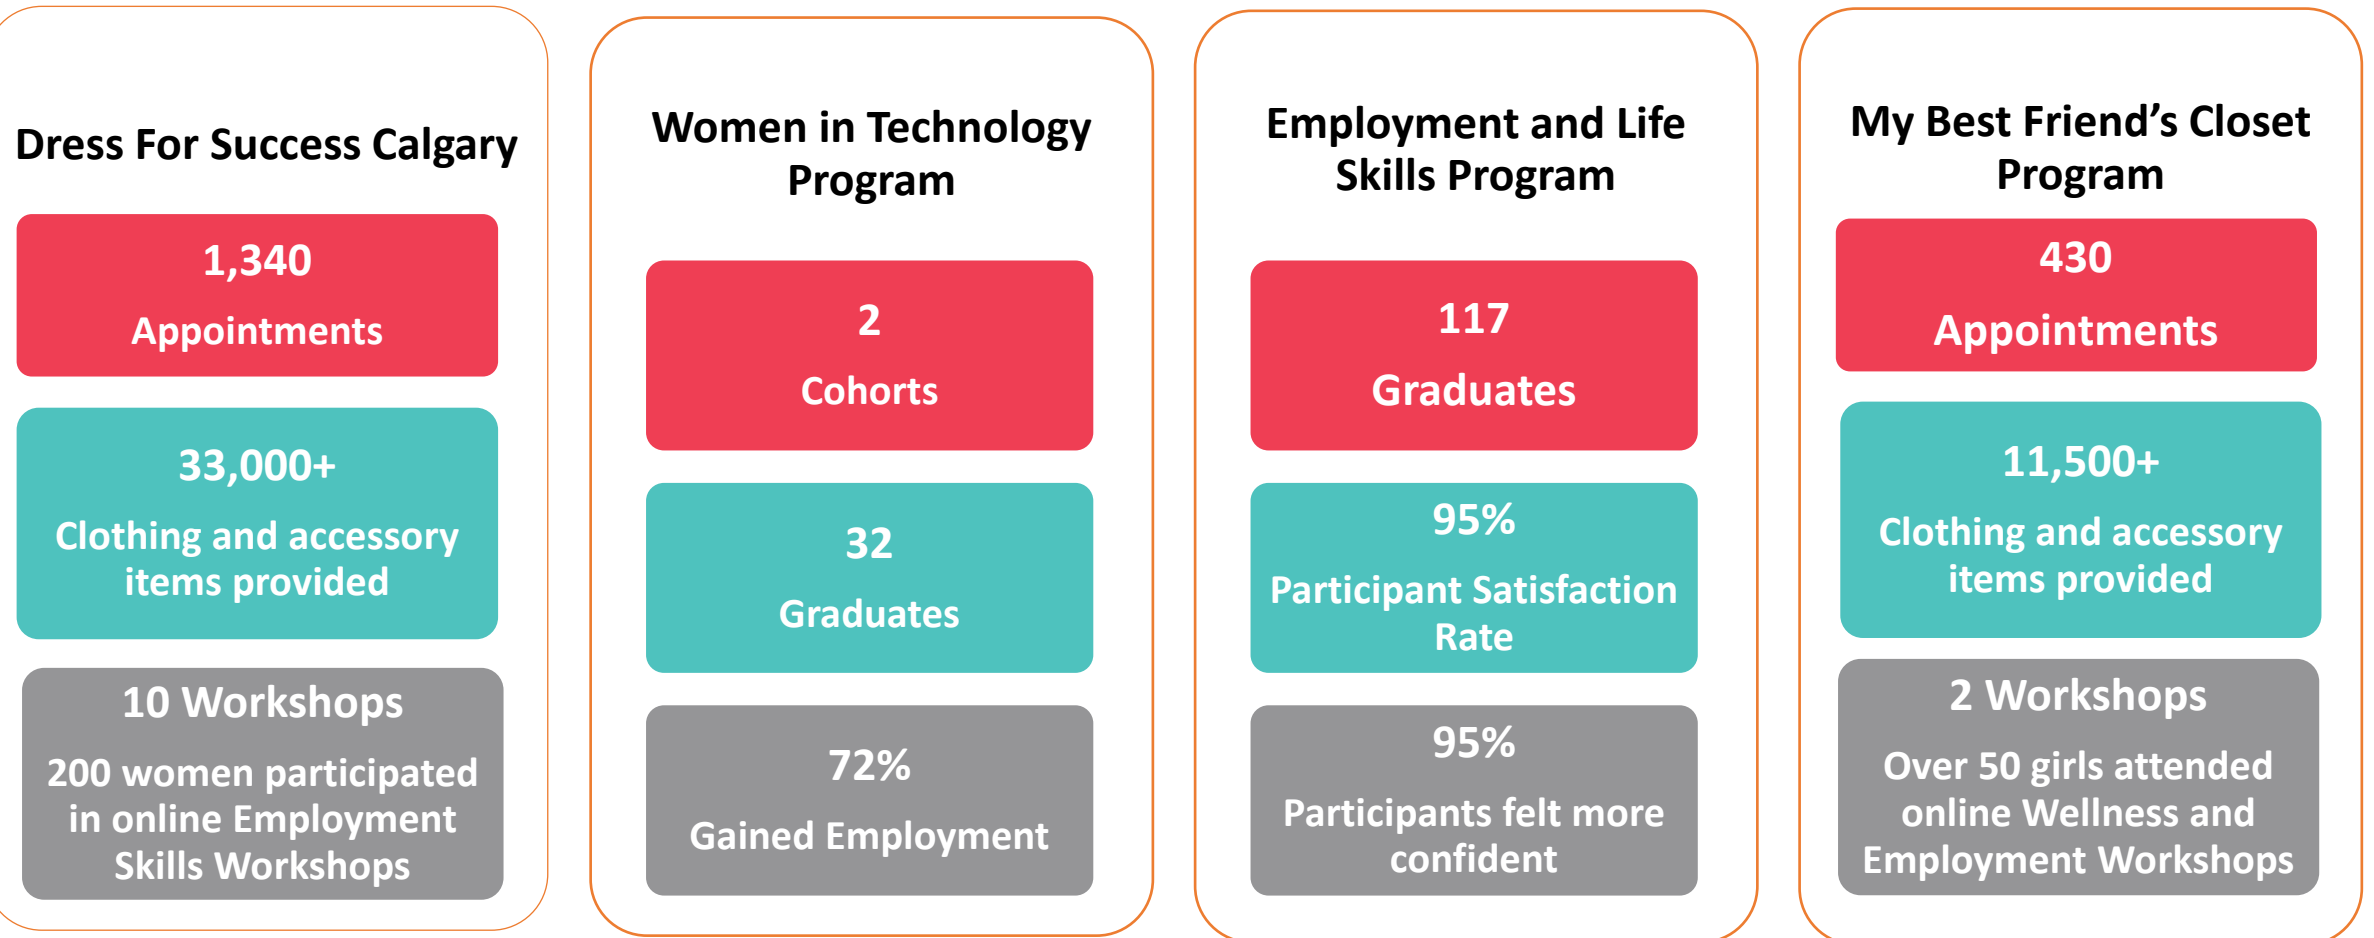 Dress For Success Calgary
1,340
Appointments
33,000+
Clothing and accessory
items provided
10 Workshops
200 women participated
in online Employment
Skills Workshops
Women in Technology
Program
2
Cohorts
32
Graduates
72%
Gained Employment
Employment and Life
Skills Program
117
Graduates
95%
Participant Satisfaction
Rate
95%
Participants felt more
confident
My Best Friend’s Closet
Program
430
Appointments
11,500+
Clothing and accessory
items provided
2 Workshops
Over 50 girls attended
online Wellness and
Employment Workshops